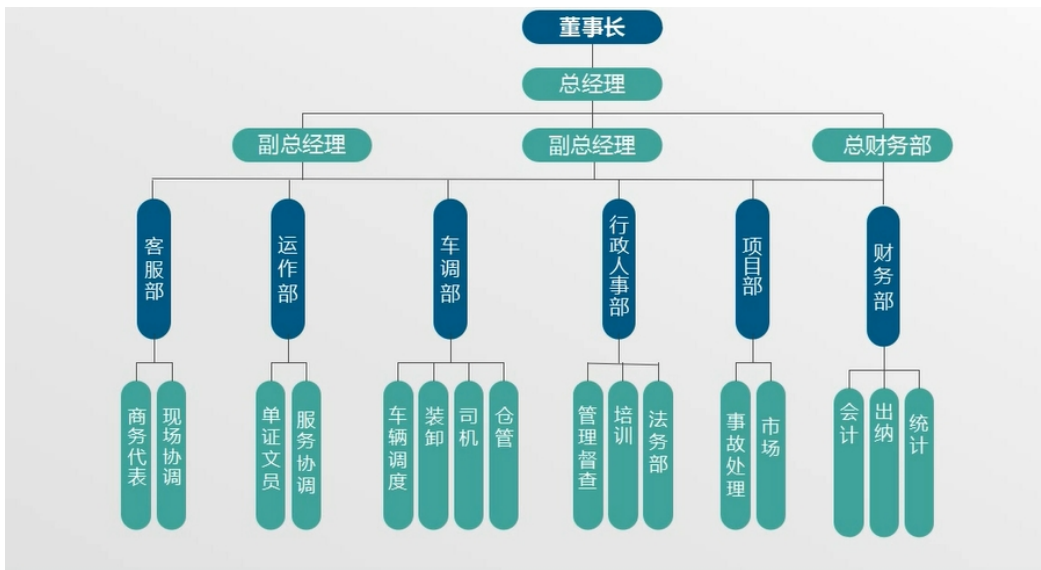 董事长
总经理
副总经理
副总经理
总财务部
客服部
运作部
车调部
行政人事部
项目部
财务部
商务代表
现场协调
单证文员
服务协调
车辆调度
装卸
司机
仓管
管理督查
培训
法务部
事故处理
市场
会计
出纳
统计